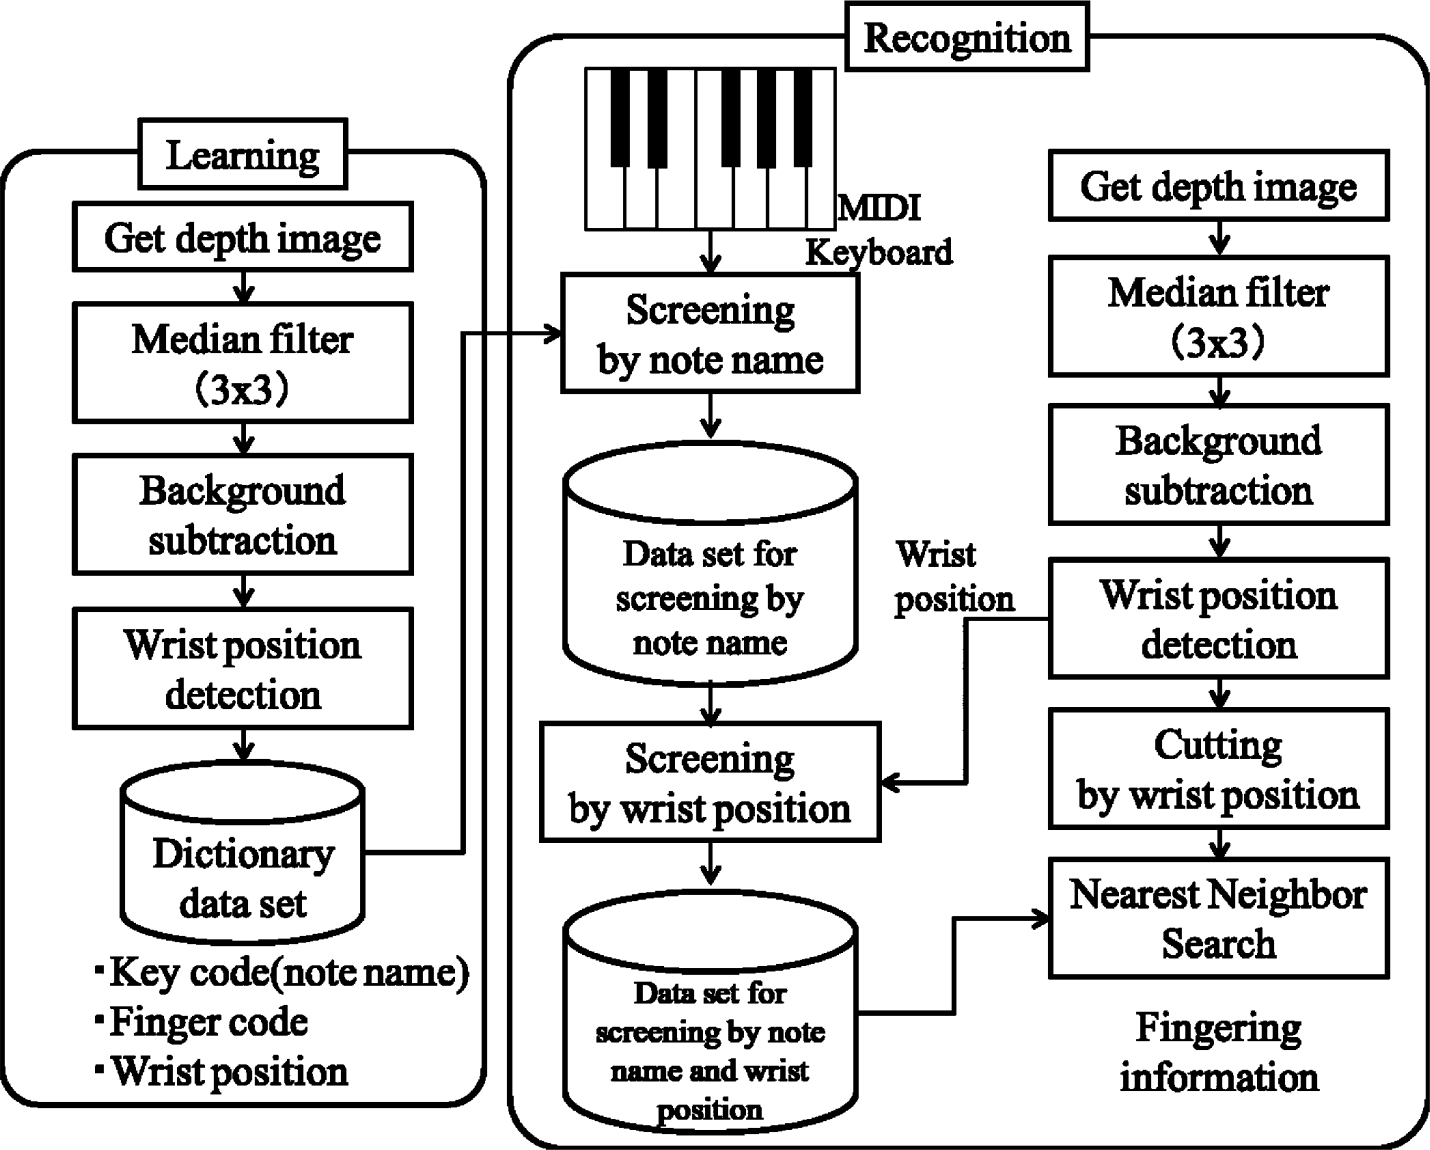 Learning
Get depth image
Median filter
(3x3)
Background
subtraction
Wrist position
detection
Dictionary
data set
・Key code(note name)
・Finger code
・Wrist position
Recognition
MIDI
Keyboard
Screening
by note name
Data set for
screening by
note name
Screening
by wrist position
Data set for
screening by note
name and wrist
position
Get depth image
Median filter
(3x3)
Background
subtraction
Wrist position
detection
Wrist
position
Cutting
by wrist position
Nearest Neighbor
Search
Fingering
information